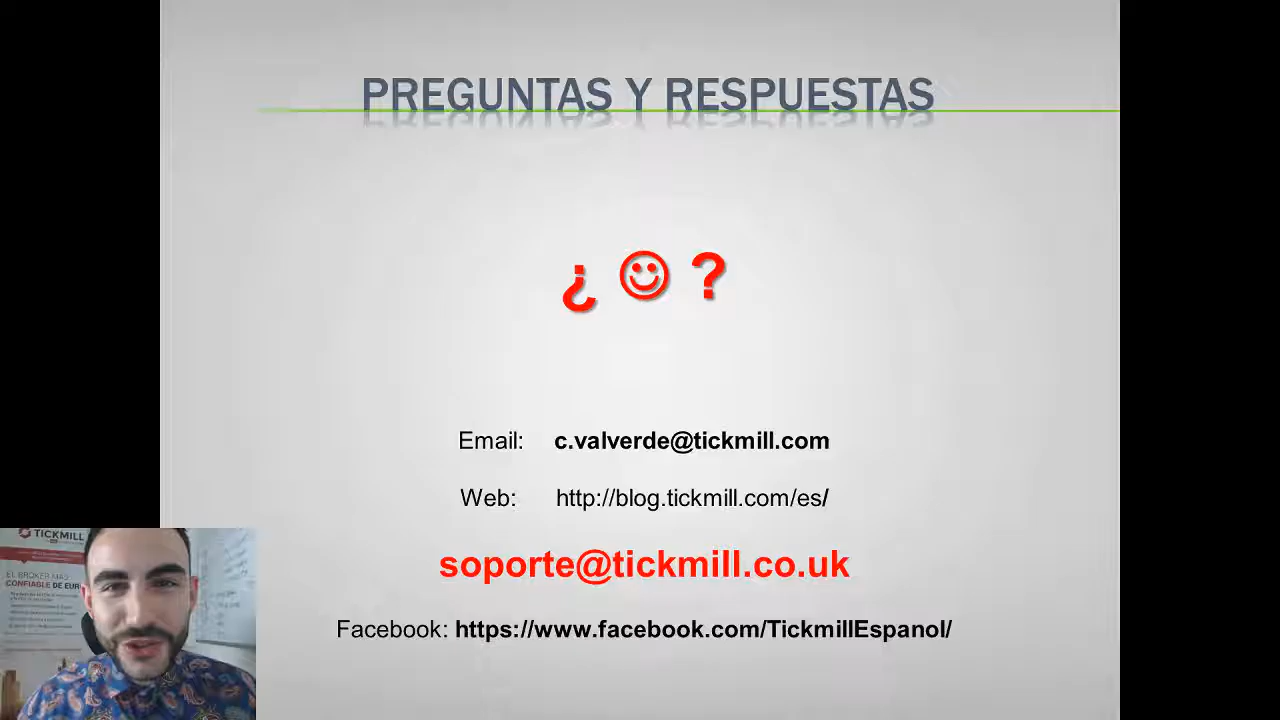 PREGUNTAS Y RESPUESTAS
¿ ☺ ?
Email: c.valverde@tickmill.com
Web: http://blog.tickmill.com/es/
soporte@tickmill.co.uk
Facebook: https://www.facebook.com/TickmillEspanol/
TICKMILL
EL BROKER MÁS
CONFIABLE DE EUR